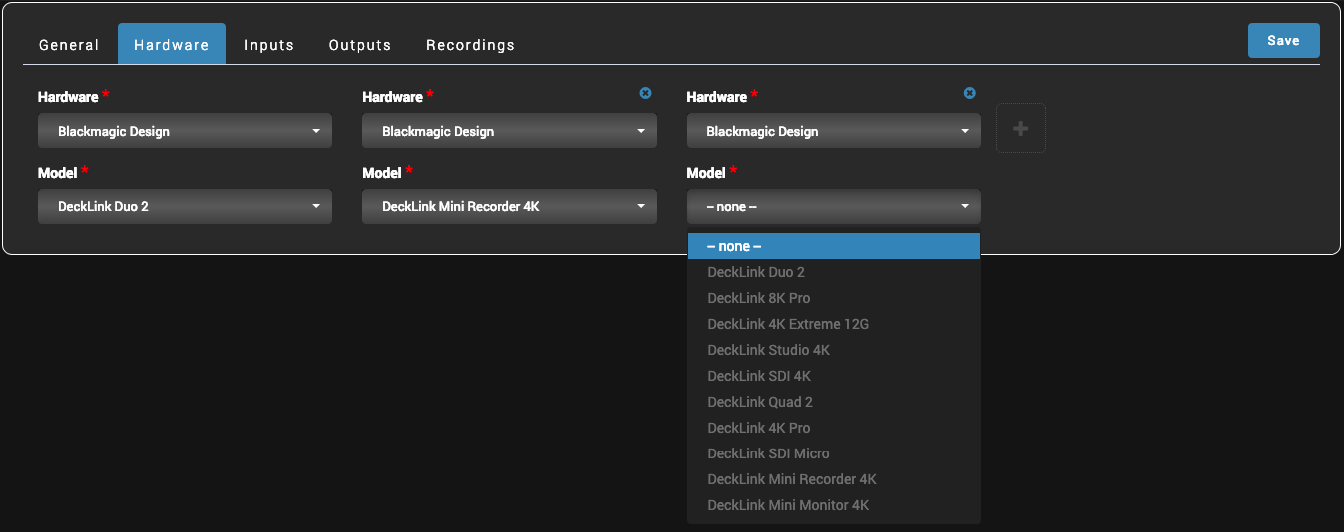 General Hardware Inputs Outputs Recordings Save
Hardware * Hardware * Hardware *
Blackmagic Design Blackmagic Design Blackmagic Design
Model * Model * Model *
DeckLink Duo 2 DeckLink Mini Recorder 4K – none –
– none –
DeckLink Duo 2
DeckLink 8K Pro
DeckLink 4K Extreme 12G
DeckLink Studio 4K
DeckLink SDI 4K
DeckLink Quad 2
DeckLink 4K Pro
DeckLink SDI Micro
DeckLink Mini Recorder 4K
DeckLink Mini Monitor 4K